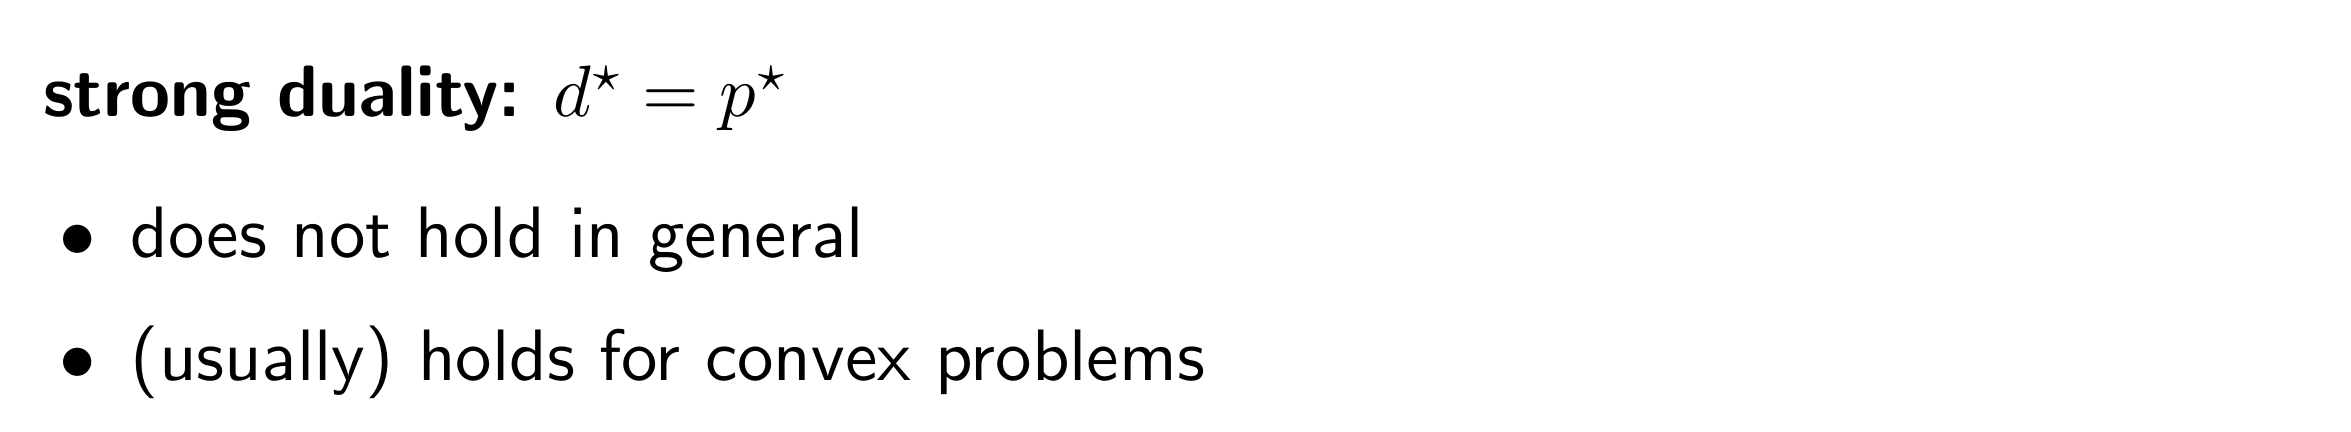 strong duality: d⋆ = p⋆
• does not hold in general
• (usually) holds for convex problems